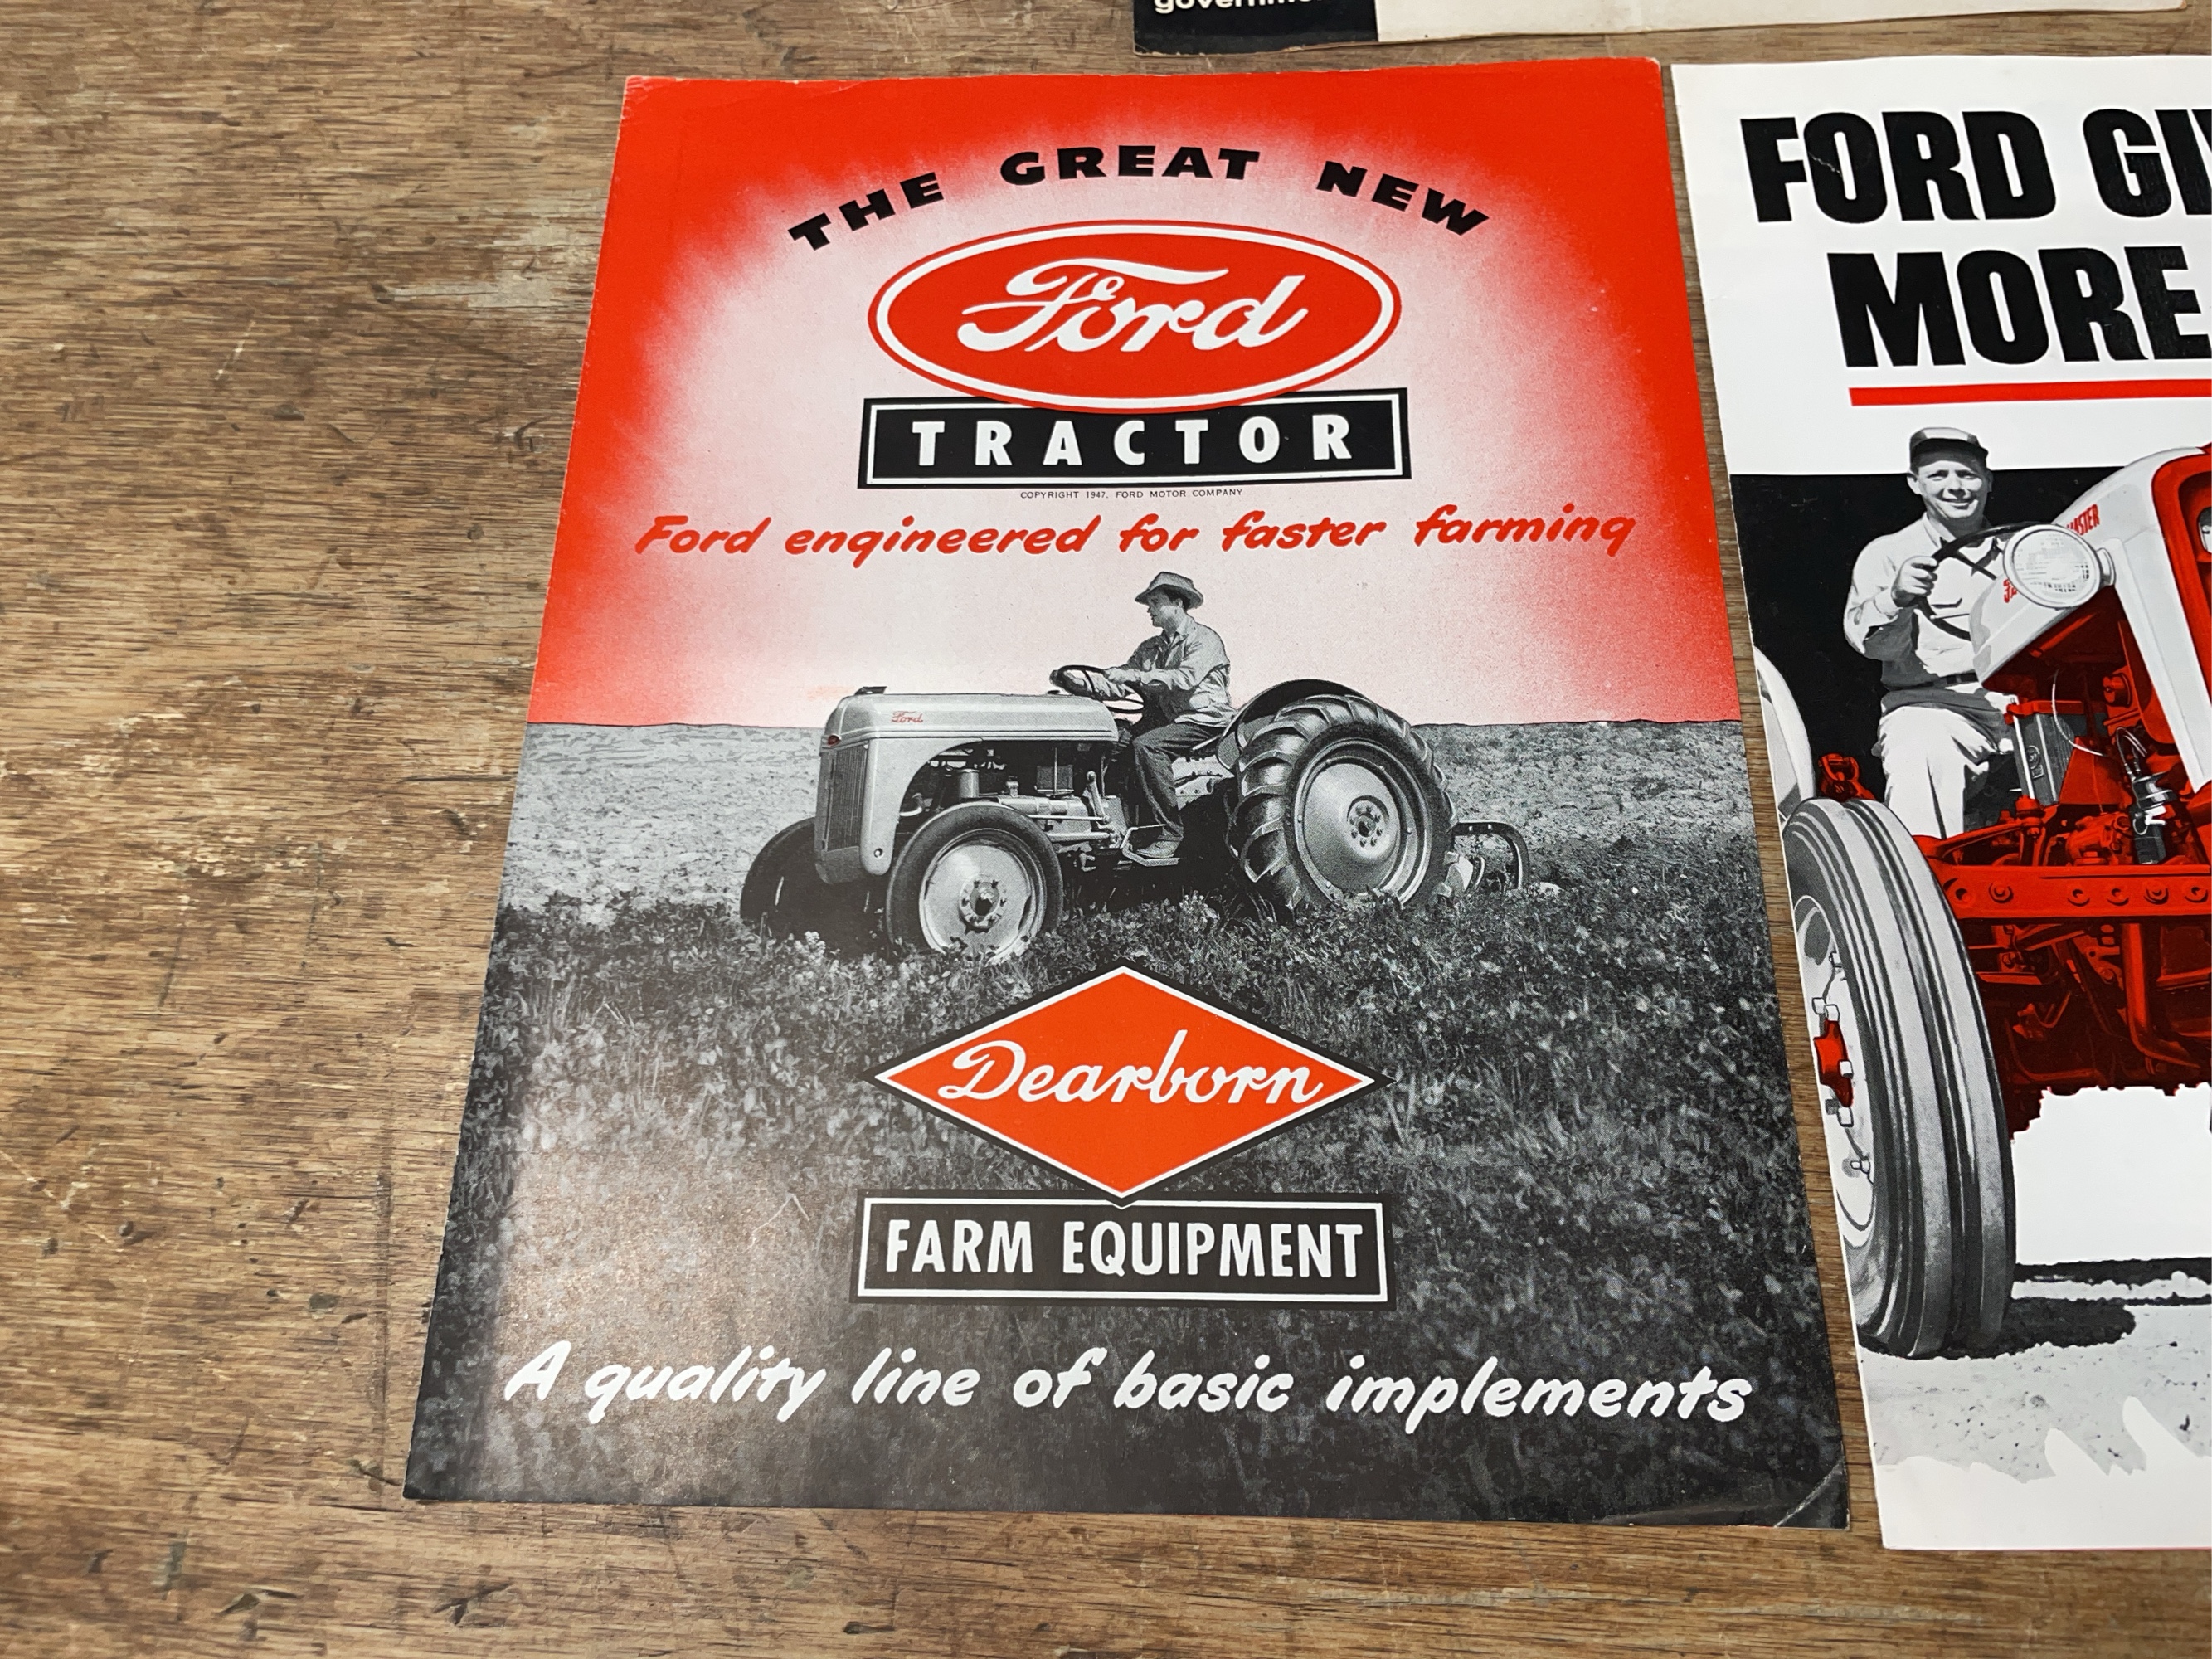 THE GREAT NEW
Ford
TRACTOR
COPYRIGHT 1947, FORD MOTOR COMPANY
Ford engineered for faster farming
Ford
Dearborn
FARM EQUIPMENT
A quality line of basic implements
FORD
MORE